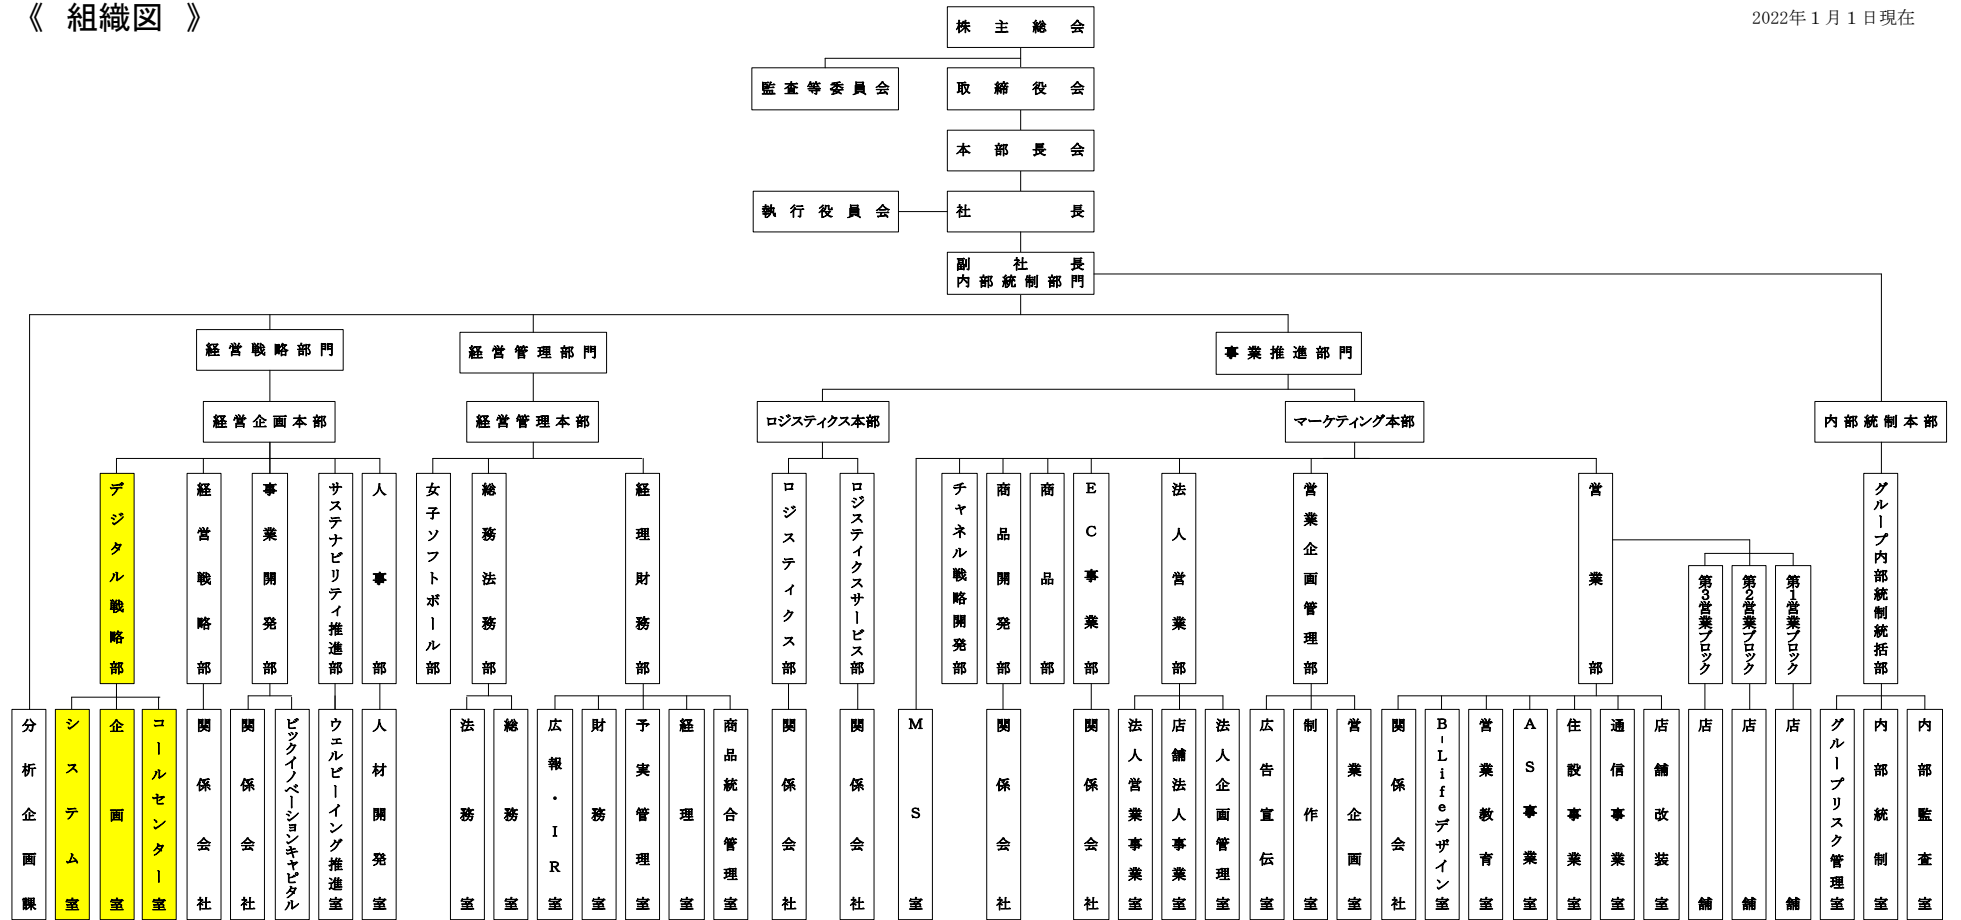 《 組織図 》
2022年１月１日現在
株主総会
監査等委員会
取締役会
本部長会
執行役員会
社長
副社長
内部統制部門
経営戦略部門
経営管理部門
事業推進部門
経営企画本部
経営管理本部
ロジスティクス本部
マーケティング本部
内部統制本部
デジタル戦略部
経営戦略部
事業開発部
サステナビリティ推進部
人事部
女子ソフトボール部
総務法務部
経理財務部
ロジスティクス部
ロジスティクスサービス部
チャネル戦略開発部
商品開発部
商品部
ＥＣ事業部
法人営業部
営業企画管理部
営業部
第3営業ブロック
第2営業ブロック
第1営業ブロック
グループ内部統制統括部
分析企画課
システム室
企画室
コールセンター室
関係会社
関係会社
ビックイノベーションキャピタル
ウェルビーイング推進室
人材開発室
法務室
総務室
広報・ＩＲ室
財務室
予実管理室
経理室
商品統合管理室
関係会社
関係会社
ＭＳ室
関係会社
関係会社
法人営業事業室
店舗法人事業室
法人企画管理室
広告宣伝室
制作室
営業企画室
関係会社
B-Lifeデザイン室
営業教育室
ＡＳ事業室
住設事業室
通信事業室
店舗改装室
店舗
店舗
店舗
グループリスク管理室
内部統制室
内部監査室